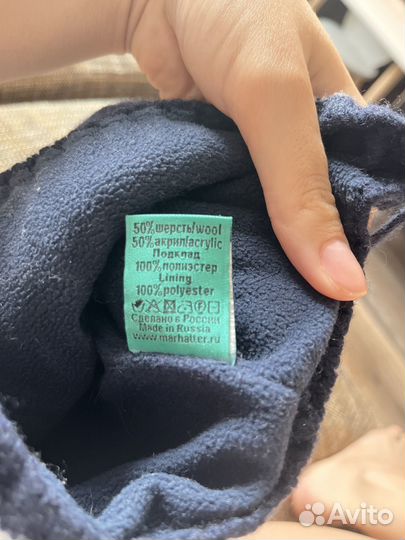 50%шерсть/wool
50%акрил/acrylic
Подклад
100%полиэстер
Lining
100%polyester
Сделано в России
Made in Russia
www.marhatter.ru
Avito